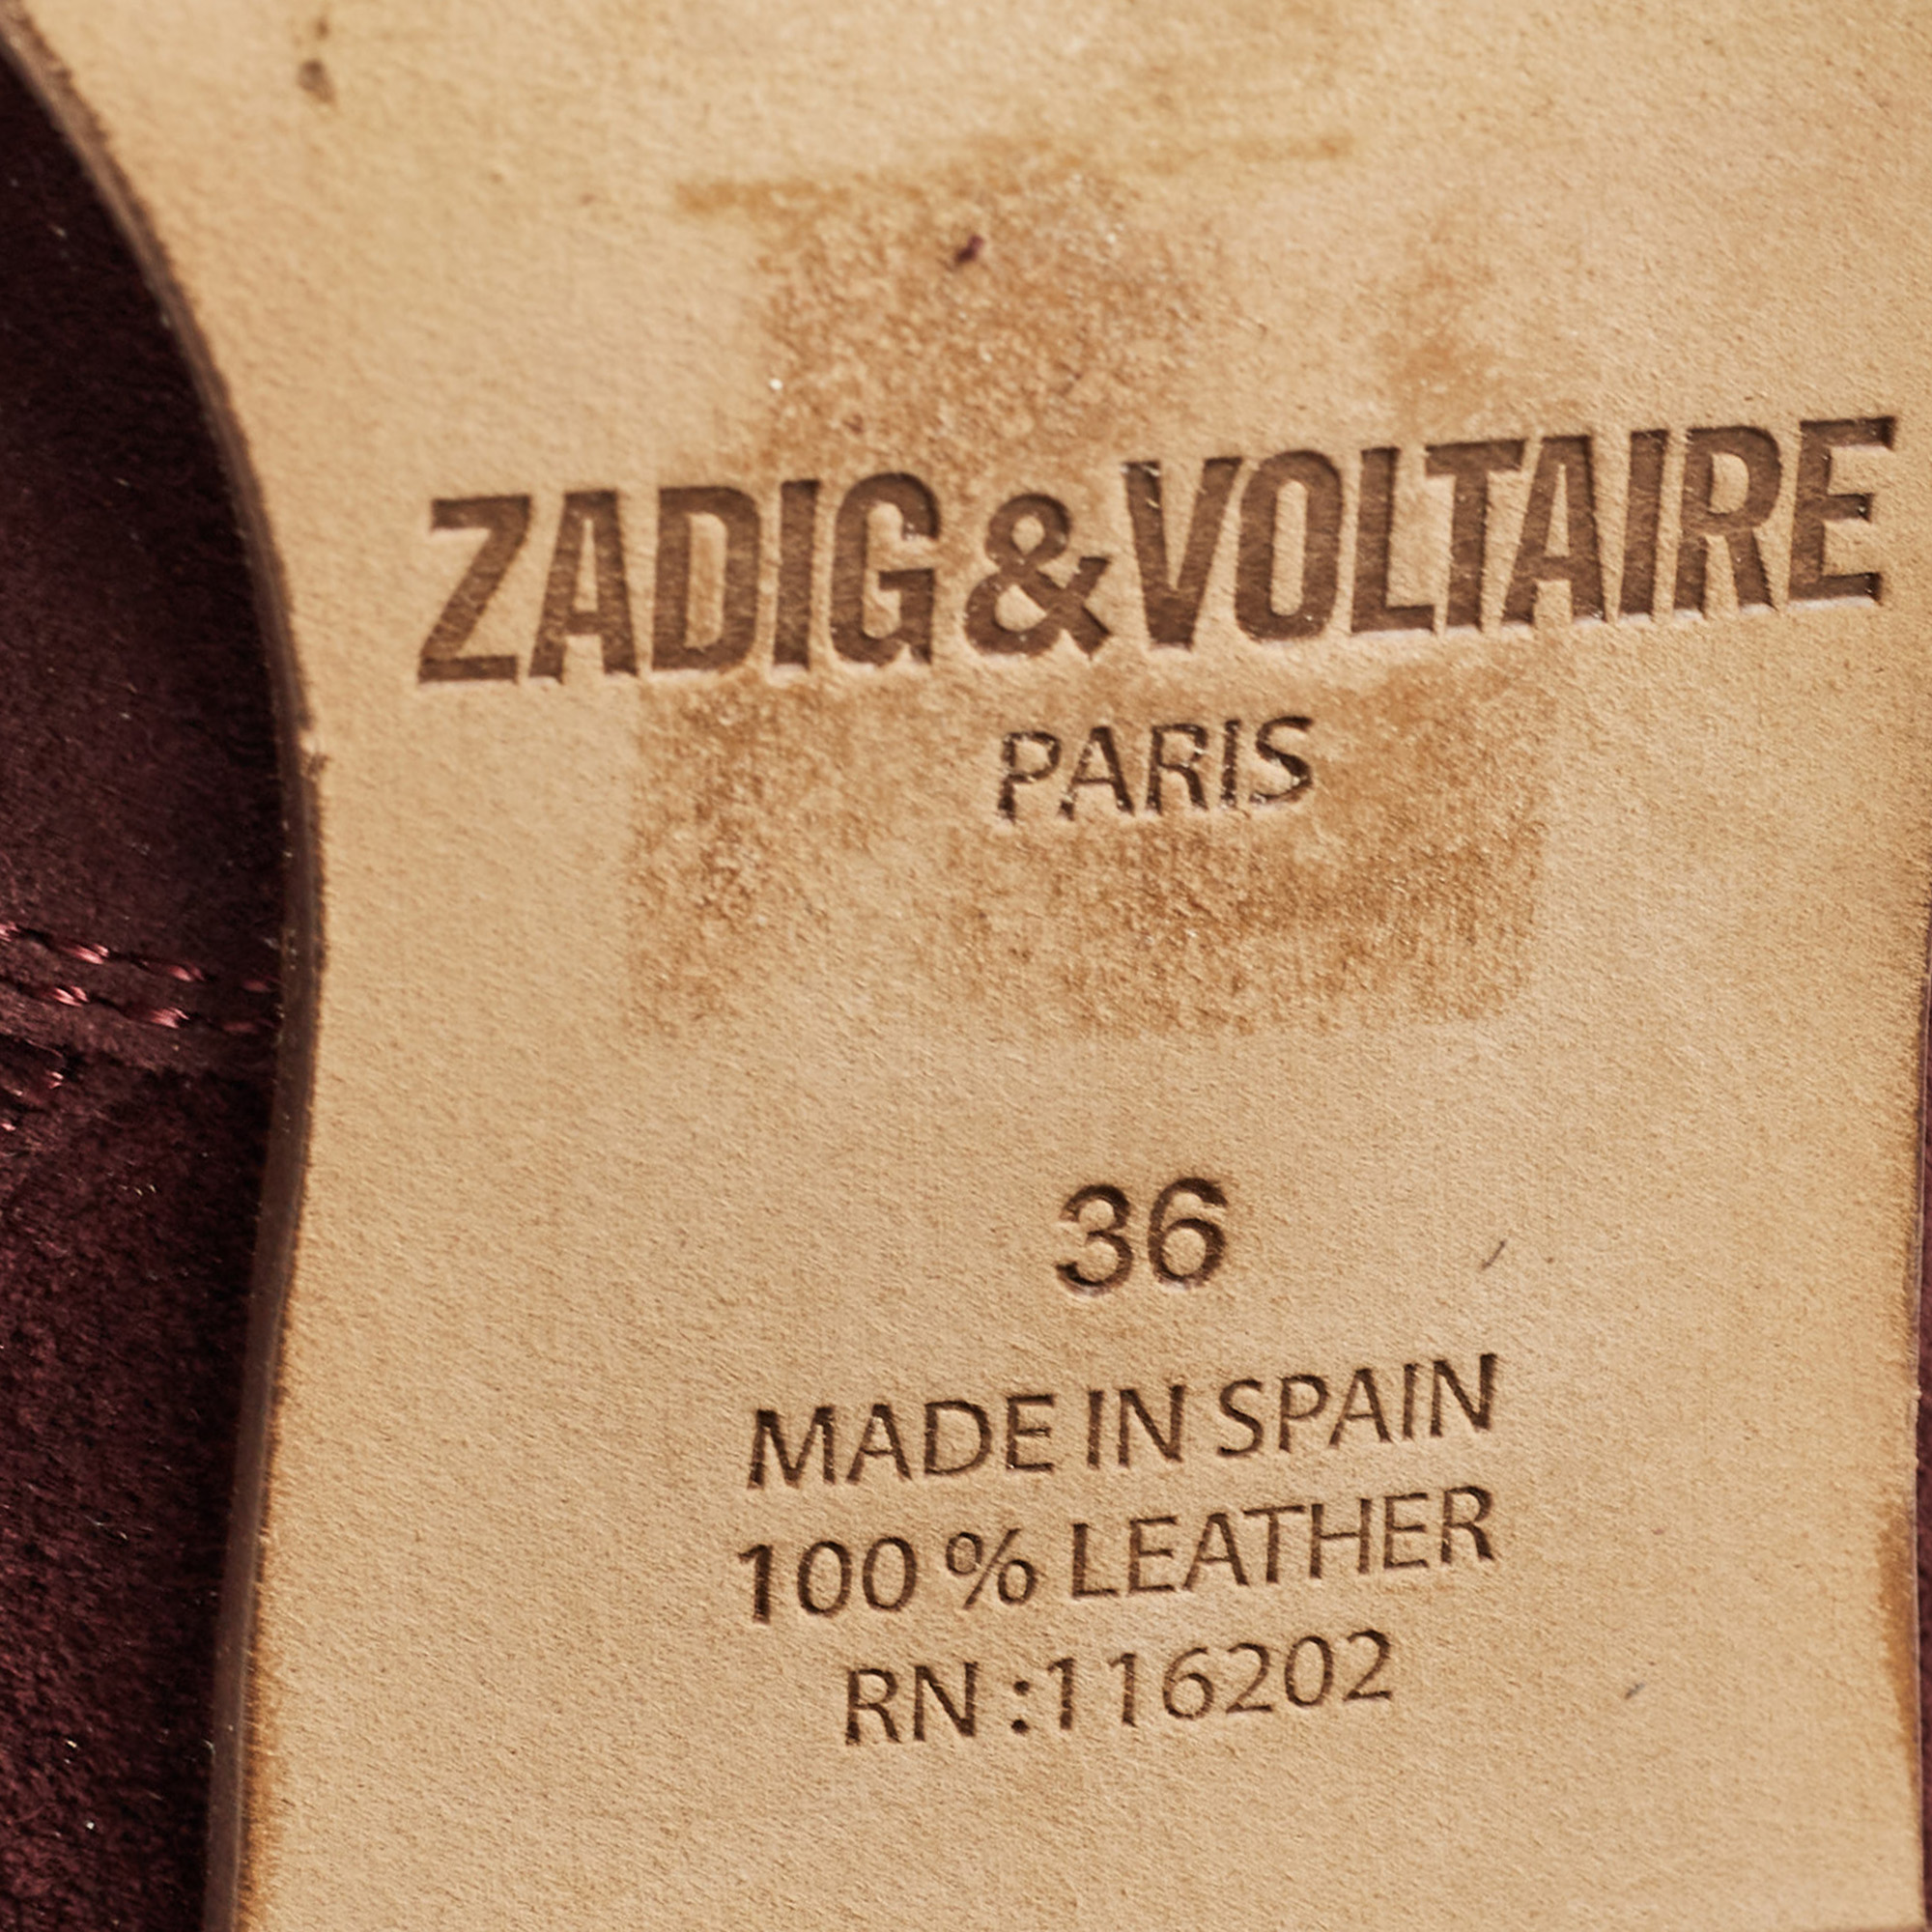 ZADIG & VOLTAIRE
PARIS
36
MADE IN SPAIN
100 % LEATHER
RN :116202